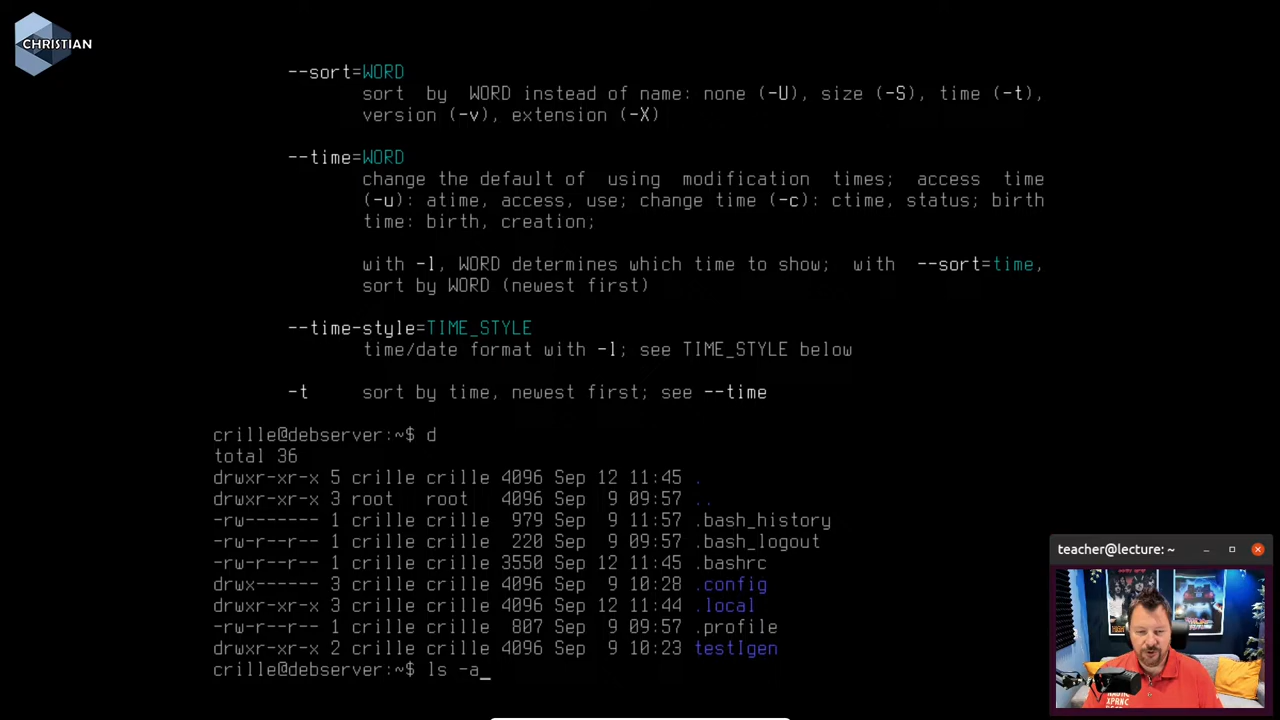 CHRISTIAN
--sort=WORD
sort by WORD instead of name: none (-U), size (-S), time (-t),
version (-v), extension (-X)
--time=WORD
change the default of using modification times; access time
(-u): atime, access, use; change time (-c): ctime, status; birth
time: birth, creation;
with -l, WORD determines which time to show; with --sort=time,
sort by WORD (newest first)
--time-style=TIME_STYLE
time/date format with -l; see TIME_STYLE below
-t sort by time, newest first; see --time
crille@debserver:~$ d
total 36
drwxr-xr-x 5 crille crille 4096 Sep 12 11:45 .
drwxr-xr-x 3 root root 4096 Sep 9 09:57 ..
-rw------- 1 crille crille 979 Sep 9 11:57 .bash_history
-rw-r--r-- 1 crille crille 220 Sep 9 09:57 .bash_logout
-rw-r--r-- 1 crille crille 3550 Sep 12 11:45 .bashrc
drwx------ 3 crille crille 4096 Sep 9 10:28 .config
drwxr-xr-x 3 crille crille 4096 Sep 12 11:44 .local
-rw-r--r-- 1 crille crille 807 Sep 9 09:57 .profile
drwxr-xr-x 2 crille crille 4096 Sep 9 10:23 testIgen
crille@debserver:~$ ls -a_
teacher@lecture: ~